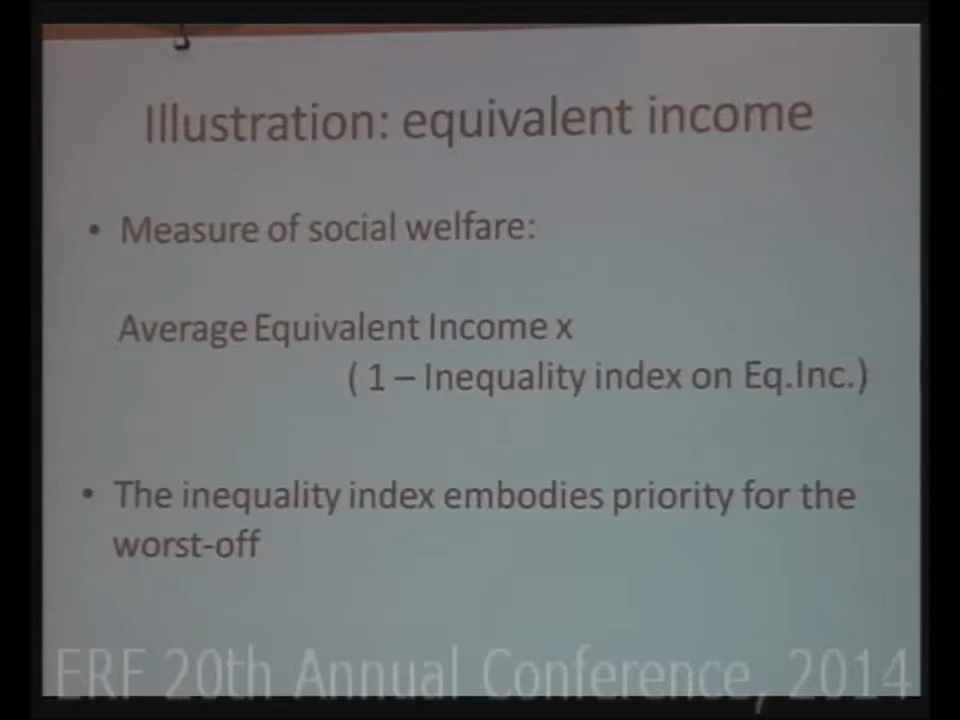 Illustration: equivalent income
• Measure of social welfare:
Average Equivalent Income x
( 1 – Inequality index on Eq.Inc.)
• The inequality index embodies priority for the
worst-off
ERF 20th Annual Conference, 2014